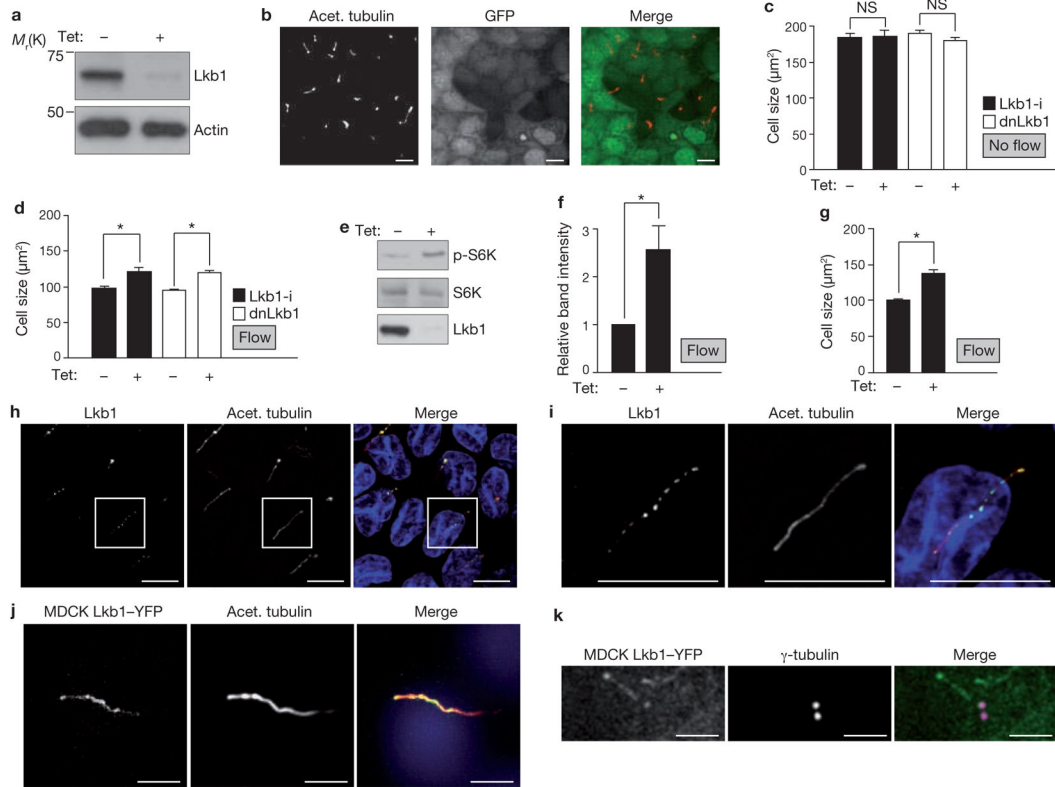 a
Mr(K) Tet: – +
75
Lkb1
50
Actin
b
Acet. tubulin GFP Merge
c
NS NS
Cell size (µm²)
200
150
100
50
0
Lkb1-i
dnLkb1
No flow
Tet: – + – +
d
Cell size (µm²)
200
150
100
50
0
* *
Lkb1-i
dnLkb1
Flow
Tet: – + – +
e
Tet: – +
p-S6K
S6K
Lkb1
f
Relative band intensity
3
2
1
0
*
Flow
Tet: – +
g
Cell size (µm²)
200
150
100
50
0
*
Flow
Tet: – +
h
Lkb1 Acet. tubulin Merge
i
Lkb1 Acet. tubulin Merge
j
MDCK Lkb1–YFP Acet. tubulin Merge
k
MDCK Lkb1–YFP γ-tubulin Merge